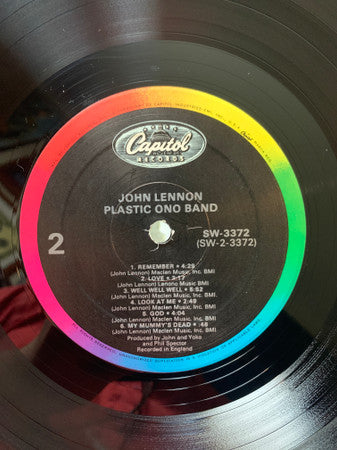 Capitol
RECORDS
JOHN LENNON
PLASTIC ONO BAND
2
SW-3372
(SW-2-3372)
1. REMEMBER • 4:29
(John Lennon) Maclen Music, Inc. BMI
2. LOVE • 3:17
(John Lennon) Lenono Music BMI
3. WELL WELL WELL • 5:52
(John Lennon) Maclen Music, Inc. BMI
4. LOOK AT ME • 2:49
(John Lennon) Maclen Music, Inc. BMI
5. GOD • 4:04
(John Lennon) Maclen Music, Inc. BMI
6. MY MUMMY'S DEAD • :48
(John Lennon) Maclen Music, Inc. BMI
Produced by John and Yoko
and Phil Spector
Recorded in England